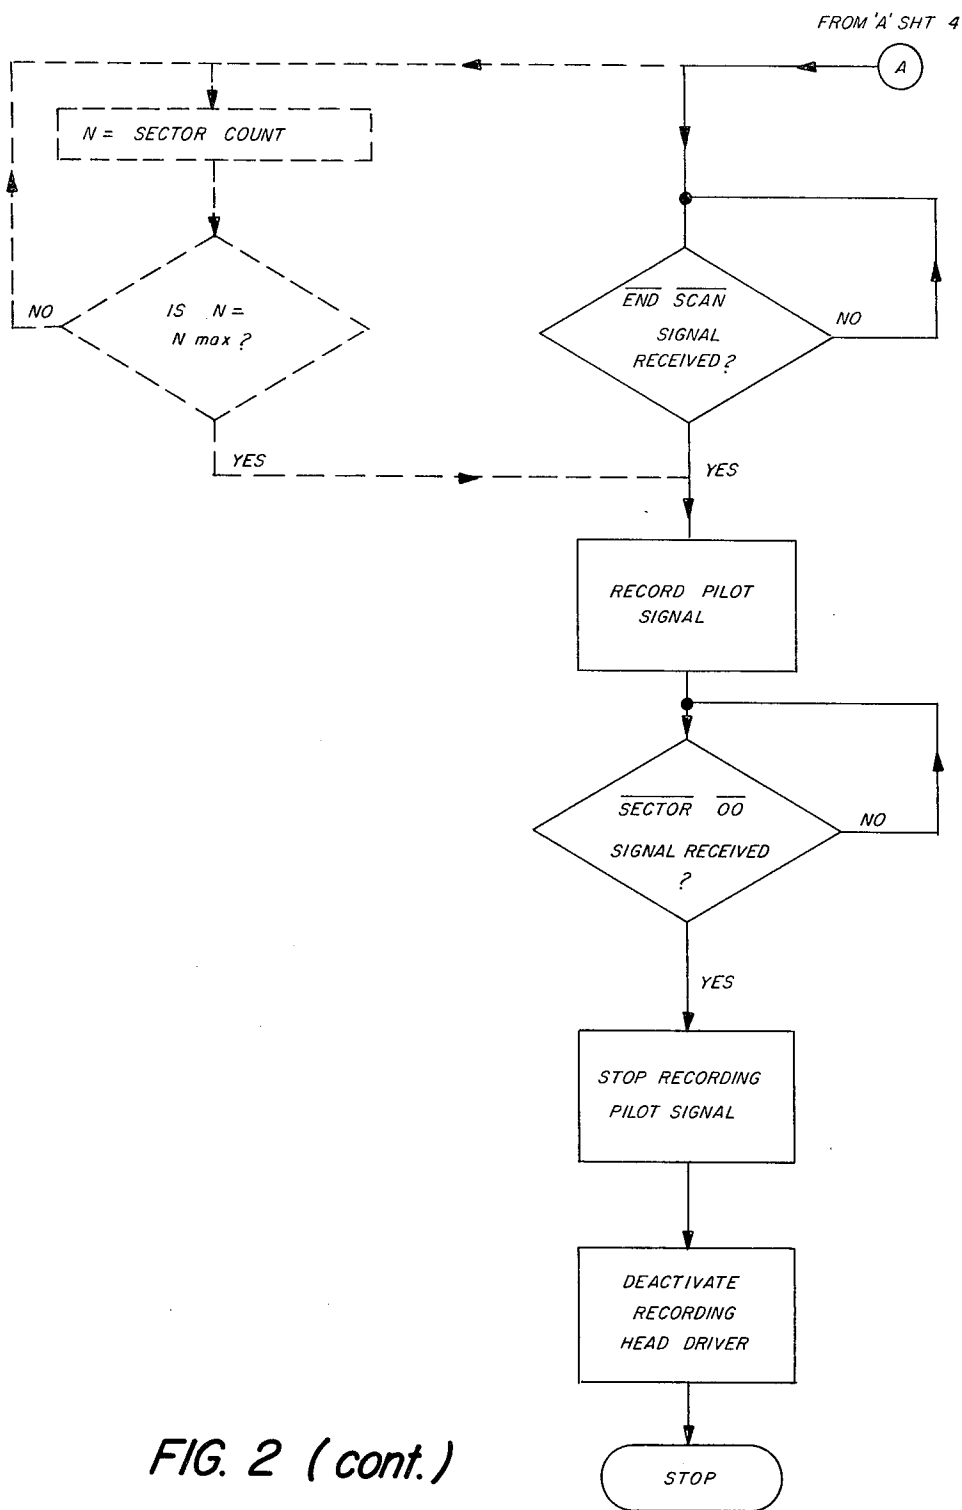 FROM 'A' SHT 4
A
N = SECTOR COUNT
IS N =
N max ?
NO
YES
END SCAN
SIGNAL
RECEIVED ?
NO
YES
RECORD PILOT
SIGNAL
SECTOR 00
SIGNAL RECEIVED
?
NO
YES
STOP RECORDING
PILOT SIGNAL
DEACTIVATE
RECORDING
HEAD DRIVER
STOP
FIG. 2 (cont.)